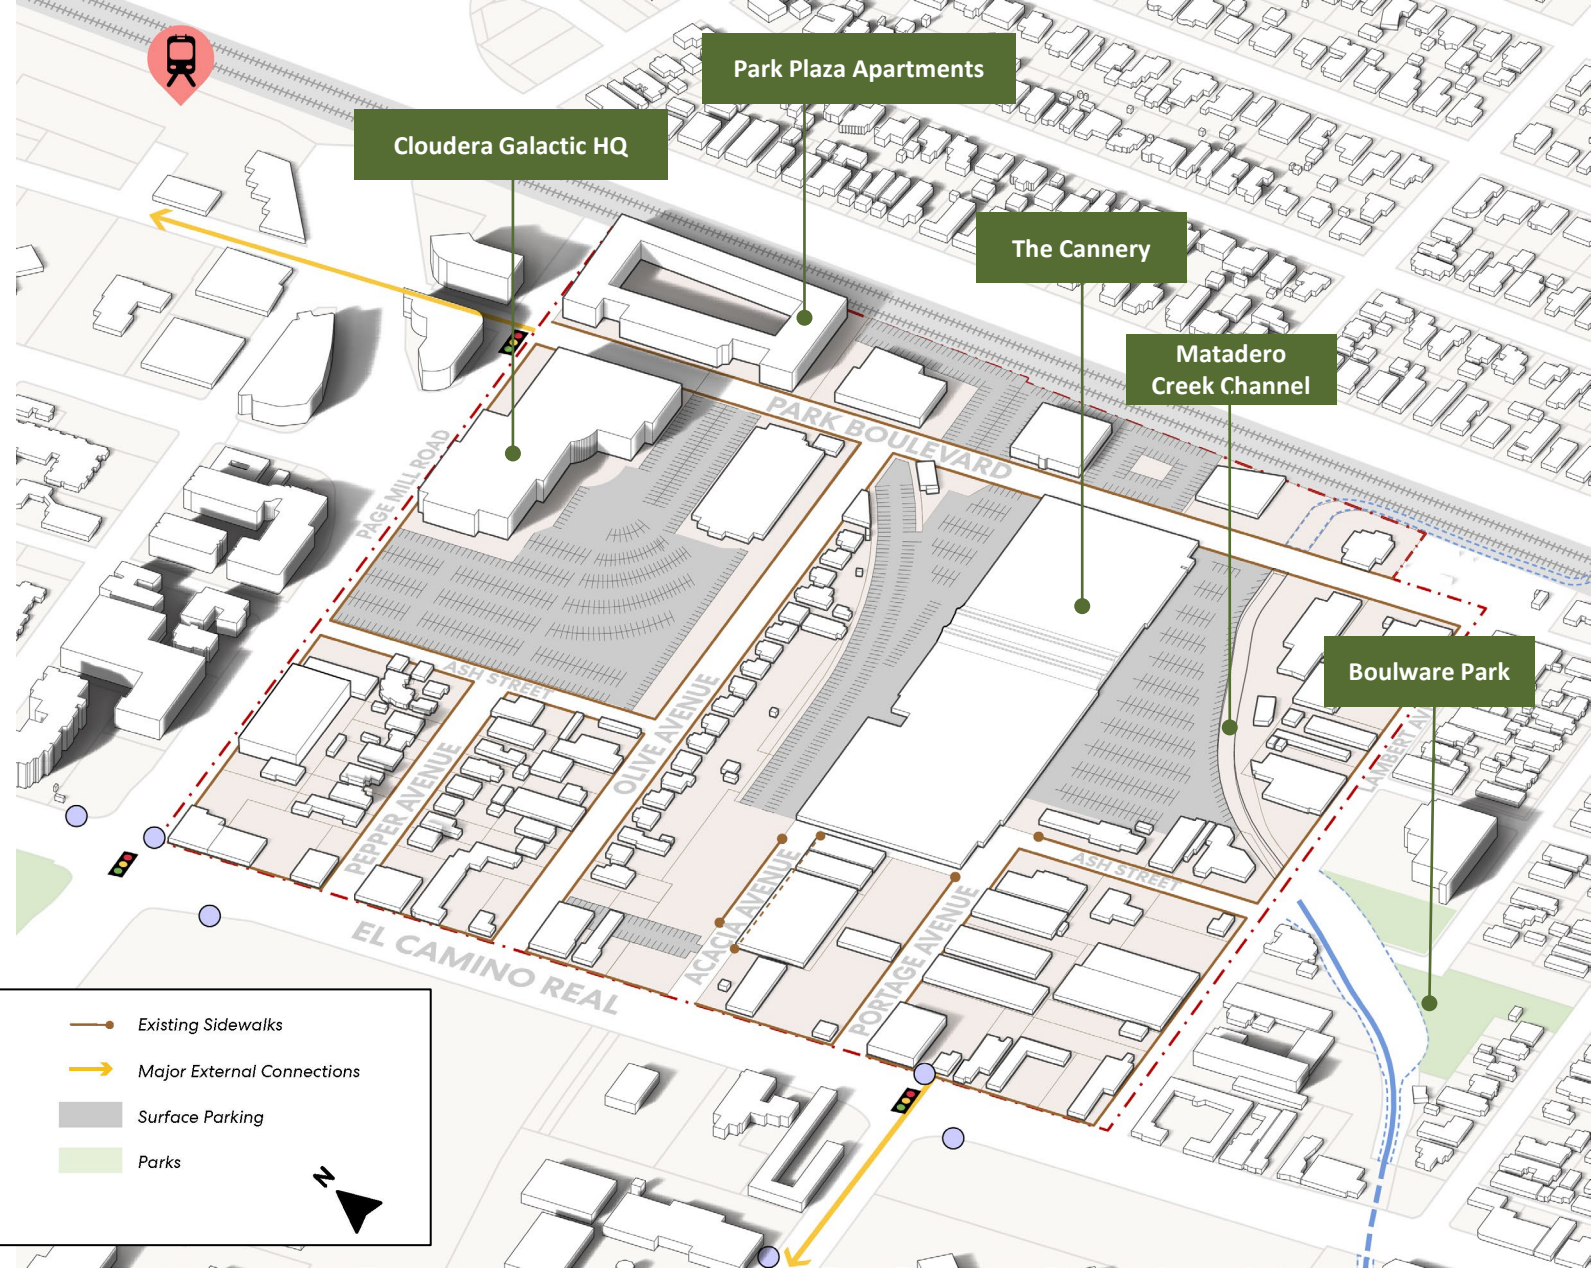 Park Plaza Apartments
Cloudera Galactic HQ
The Cannery
Matadero
Creek Channel
PARK BOULEVARD
PAGE MILL ROAD
Boulware Park
ASH STREET
OLIVE AVENUE
LAMBERT AV
PEPPER AVENUE
ACACIA AVENUE
ASH STREET
PORTAGE AVENUE
EL CAMINO REAL
Existing Sidewalks
Major External Connections
Surface Parking
Parks
N